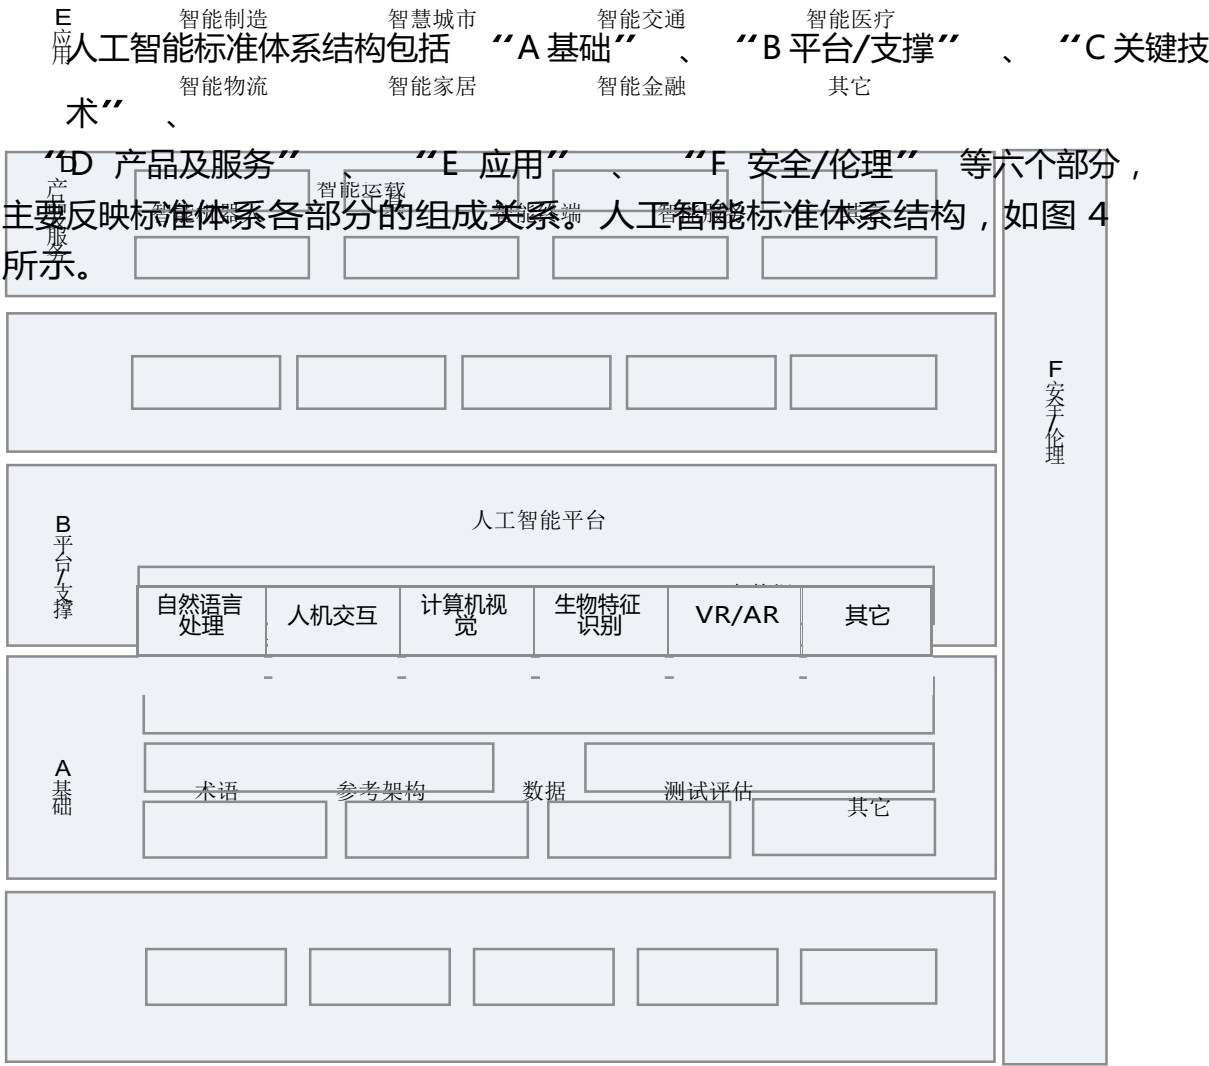 E
应用
智能制造 智慧城市 智能交通 智能医疗
人工智能标准体系结构包括 “A 基础” 、 “B 平台/支撑” 、 “C 关键技
智能物流 智能家居 智能金融 其它
术” 、
“D 产品及服务” 、 “E 应用” 、 “F 安全/伦理” 等六个部分,
智能运载
主要反映标准体系各部分的组成关系。人工智能标准体系结构,如图 4
所示。
F
安全/伦理
B
平台/支撑
人工智能平台
自然语言处理 人机交互 计算机视觉 生物特征识别 VR/AR 其它
A
基础
术语 参考架构 数据 测试评估 其它